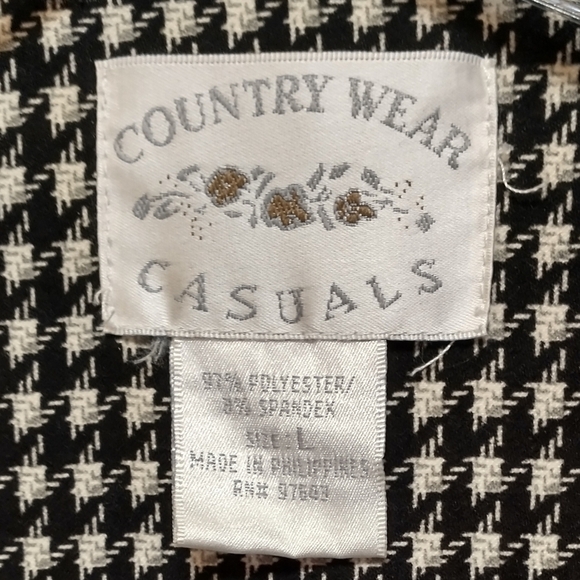 COUNTRY WEAR
CASUALS
97% POLYESTER/
3% SPANDEX
SIZE: L
MADE IN PHILIPPINES
RN#